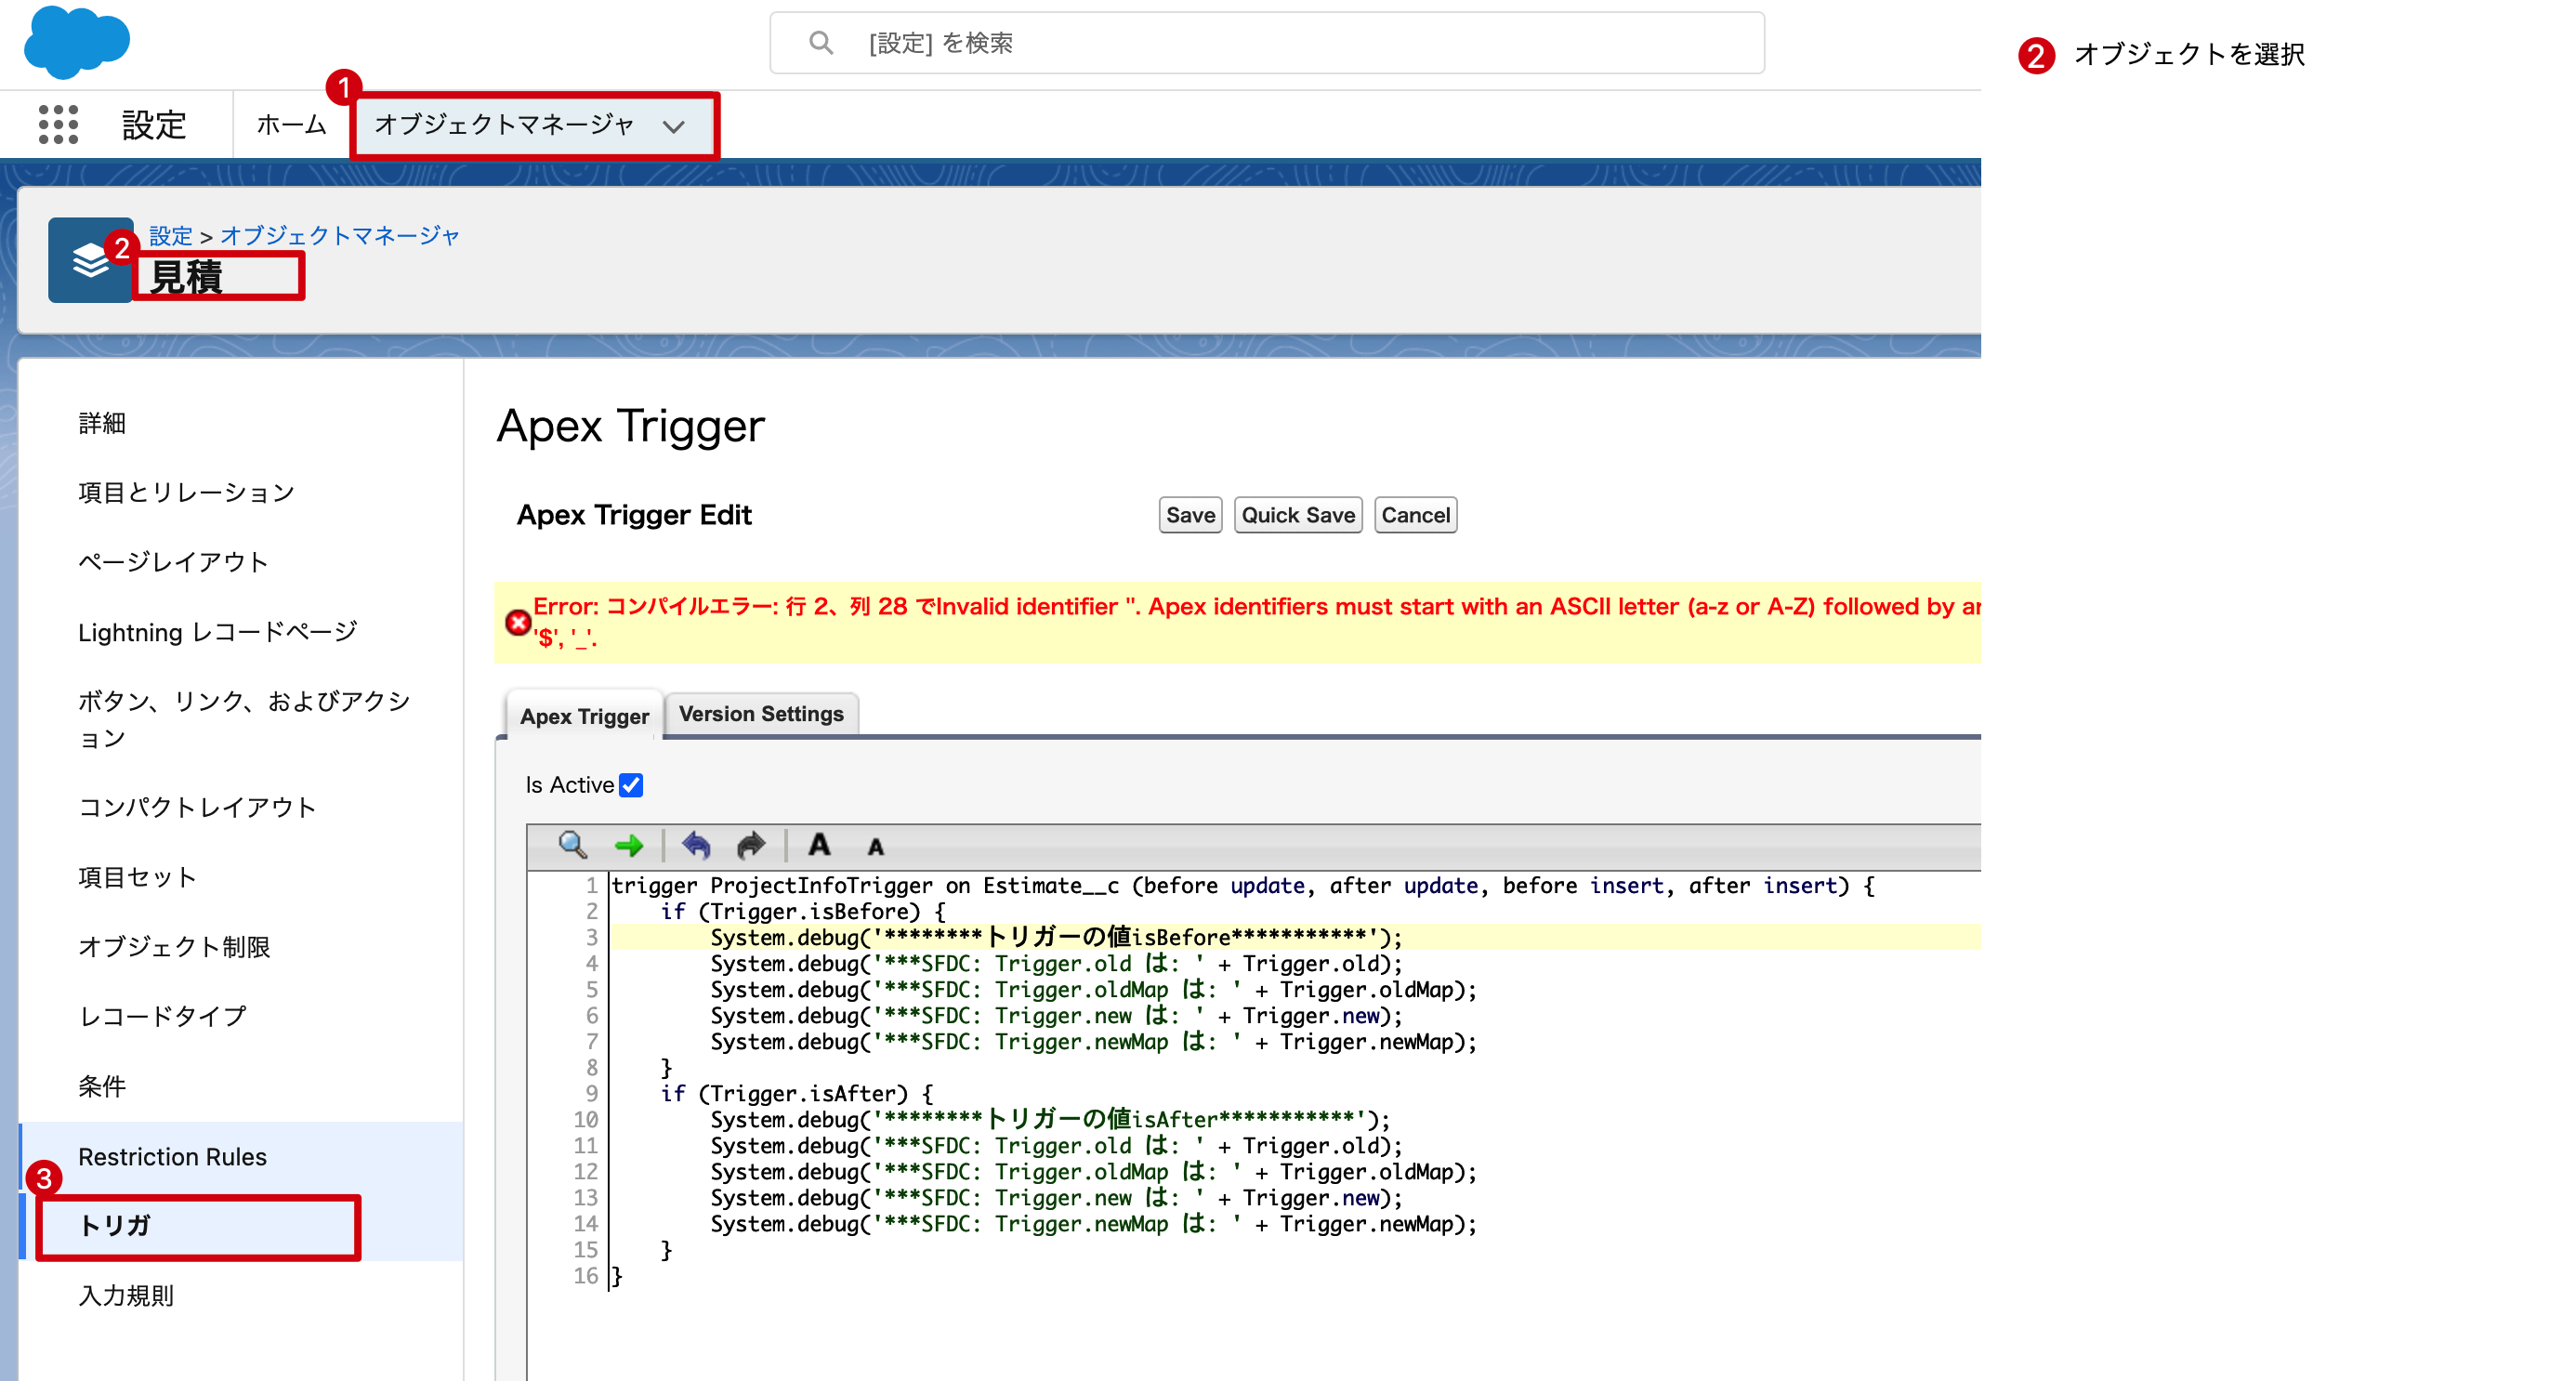 [設定] を検索
❷ オブジェクトを選択
1
設定 ホーム オブジェクトマネージャ
設定 > オブジェクトマネージャ
2
見積
詳細
項目とリレーション
ページレイアウト
Lightning レコードページ
ボタン、リンク、およびアクシ
ョン
コンパクトレイアウト
項目セット
オブジェクト制限
レコードタイプ
条件
Restriction Rules
3
トリガ
入力規則
Apex Trigger
Apex Trigger Edit
Save Quick Save Cancel
Error: コンパイルエラー: 行 2、列 28 でInvalid identifier ''. Apex identifiers must start with an ASCII letter (a-z or A-Z) followed by
'$', '_'.
Apex Trigger Version Settings
Is Active
A A
1 trigger ProjectInfoTrigger on Estimate__c (before update, after update, before insert, after insert) {
2 if (Trigger.isBefore) {
3 System.debug('********トリガーの値isBefore***********');
4 System.debug('***SFDC: Trigger.old は: ' + Trigger.old);
5 System.debug('***SFDC: Trigger.oldMap は: ' + Trigger.oldMap);
6 System.debug('***SFDC: Trigger.new は: ' + Trigger.new);
7 System.debug('***SFDC: Trigger.newMap は: ' + Trigger.newMap);
8 }
9 if (Trigger.isAfter) {
10 System.debug('********トリガーの値isAfter***********');
11 System.debug('***SFDC: Trigger.old は: ' + Trigger.old);
12 System.debug('***SFDC: Trigger.oldMap は: ' + Trigger.oldMap);
13 System.debug('***SFDC: Trigger.new は: ' + Trigger.new);
14 System.debug('***SFDC: Trigger.newMap は: ' + Trigger.newMap);
15 }
16 }